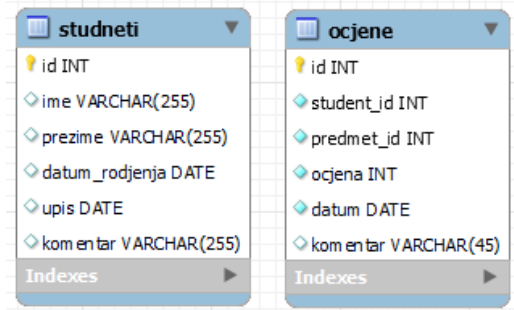 studneti
id INT
ime VARCHAR(255)
prezime VARCHAR(255)
datum_rodjenja DATE
upis DATE
komentar VARCHAR(255)
Indexes
ocjene
id INT
student_id INT
predmet_id INT
ocjena INT
datum DATE
komentar VARCHAR(45)
Indexes